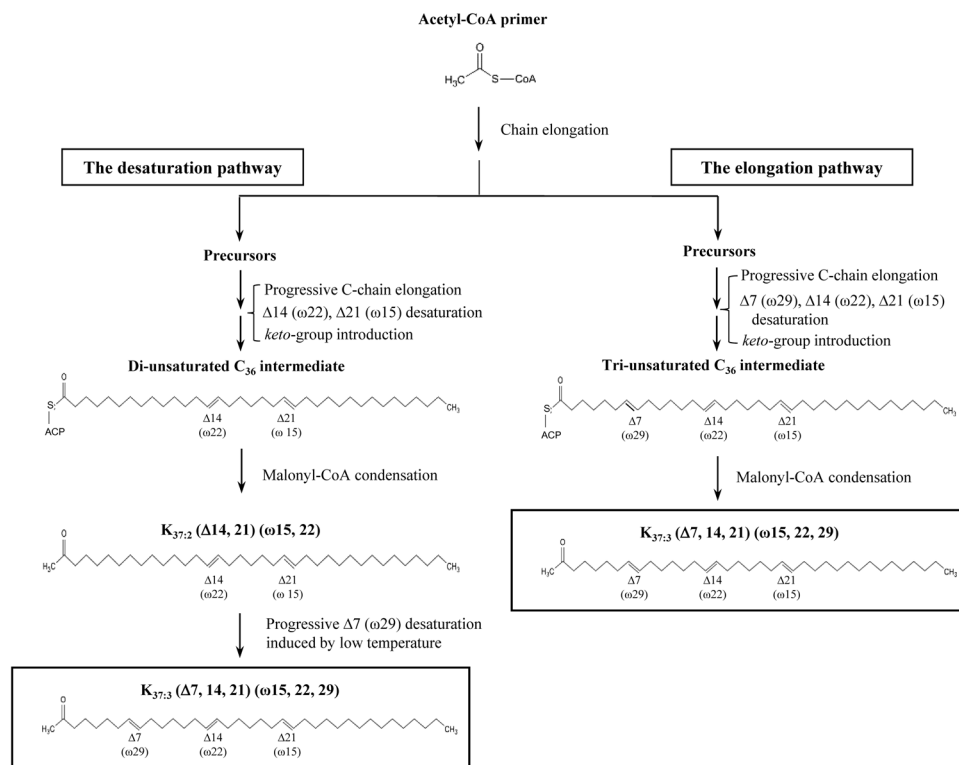 Acetyl-CoA primer
O
H3C
S
CoA
Chain elongation
The desaturation pathway
The elongation pathway
Precursors
Progressive C-chain elongation
Δ14 (ω22), Δ21 (ω15) desaturation
keto-group introduction
Di-unsaturated C36 intermediate
O
S
CH3
Δ14
(ω22)
Δ21
(ω 15)
ACP
Malonyl-CoA condensation
K37:2 (Δ14, 21) (ω15, 22)
O
H3C
CH3
Δ14
(ω22)
Δ21
(ω 15)
Progressive Δ7 (ω29) desaturation
induced by low temperature
K37:3 (Δ7, 14, 21) (ω15, 22, 29)
O
H3C
CH3
Δ7
(ω29)
Δ14
(ω22)
Δ21
(ω15)
Precursors
Progressive C-chain elongation
Δ7 (ω29), Δ14 (ω22), Δ21 (ω15)
desaturation
keto-group introduction
Tri-unsaturated C36 intermediate
O
S
CH3
Δ7
(ω29)
Δ14
(ω22)
Δ21
(ω15)
ACP
Malonyl-CoA condensation
K37:3 (Δ7, 14, 21) (ω15, 22, 29)
O
H3C
CH3
Δ7
(ω29)
Δ14
(ω22)
Δ21
(ω15)